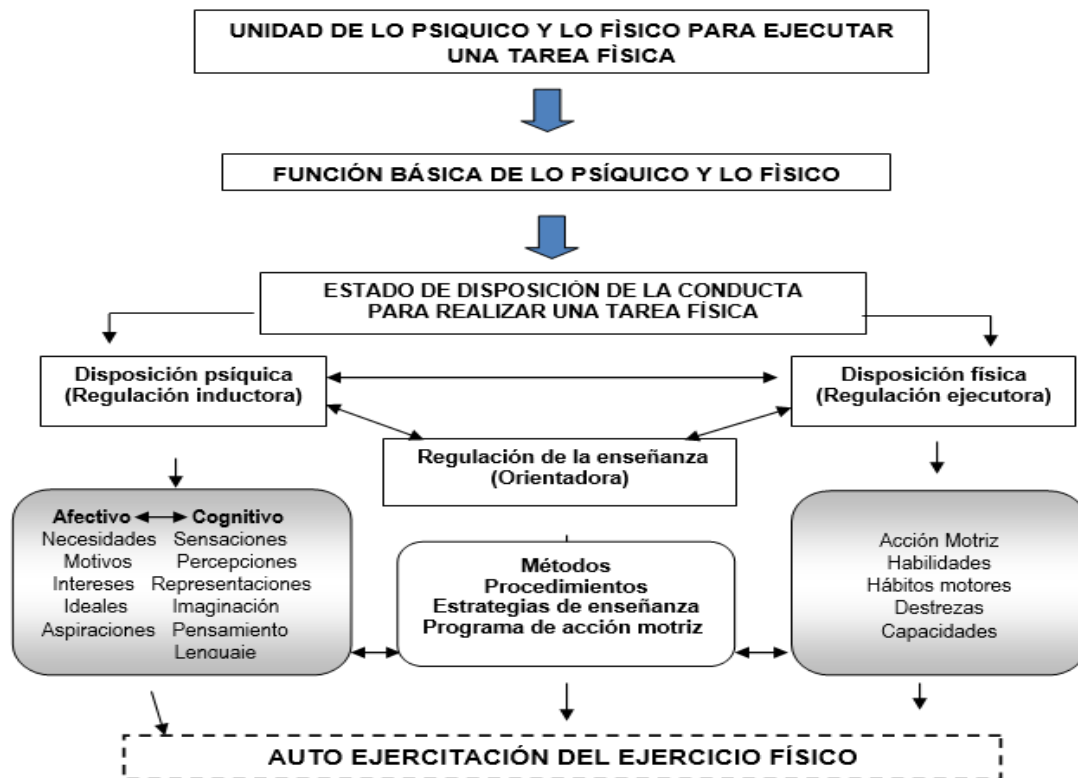 UNIDAD DE LO PSIQUICO Y LO FÌSICO PARA EJECUTAR
UNA TAREA FÌSICA
FUNCIÓN BÁSICA DE LO PSÍQUICO Y LO FÌSICO
ESTADO DE DISPOSICIÓN DE LA CONDUCTA
PARA REALIZAR UNA TAREA FÍSICA
Disposición psíquica
(Regulación inductora)
Disposición física
(Regulación ejecutora)
Regulación de la enseñanza
(Orientadora)
Afectivo Cognitivo
Necesidades Sensaciones
Motivos Percepciones
Intereses Representaciones
Ideales Imaginación
Aspiraciones Pensamiento
Lenguaje
Métodos
Procedimientos
Estrategias de enseñanza
Programa de acción motriz
Acción Motriz
Habilidades
Hábitos motores
Destrezas
Capacidades
AUTO EJERCITACIÓN DEL EJERCICIO FÍSICO